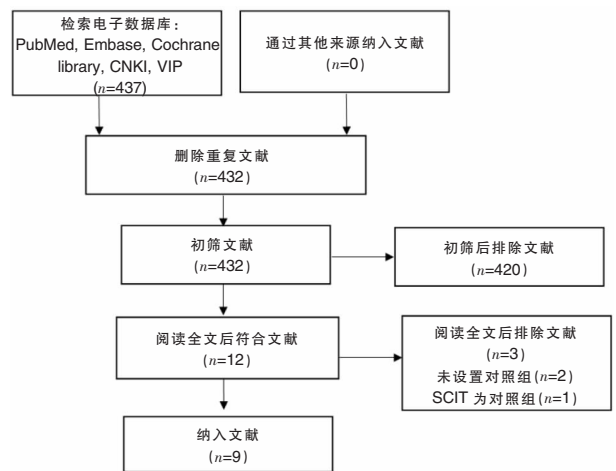 检索电子数据库：
PubMed, Embase, Cochrane
library, CNKI, VIP
(n=437)
通过其他来源纳入文献
(n=0)
删除重复文献
(n=432)
初筛文献
(n=432)
初筛后排除文献
(n=420)
阅读全文后符合文献
(n=12)
阅读全文后排除文献
(n=3)
未设置对照组(n=2)
SCIT 为对照组(n=1)
纳入文献
(n=9)